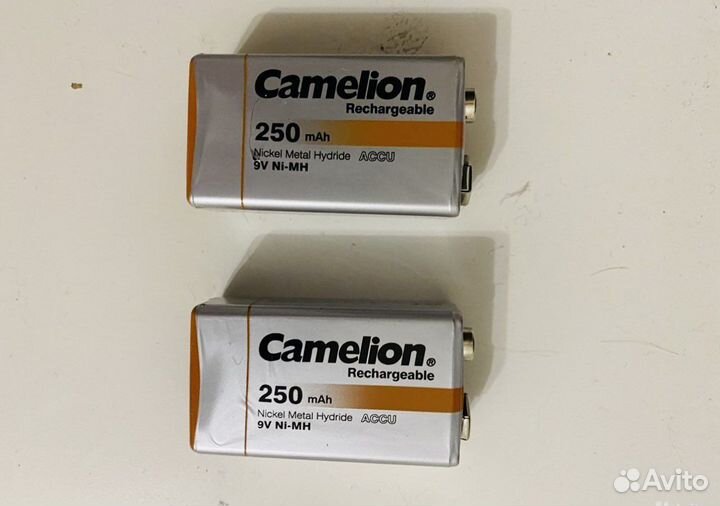 Camelion®
Rechargeable
250 mAh
Nickel Metal Hydride ACCU
9V Ni-MH
Camelion®
Rechargeable
250 mAh
Nickel Metal Hydride ACCU
9V Ni-MH
Avito